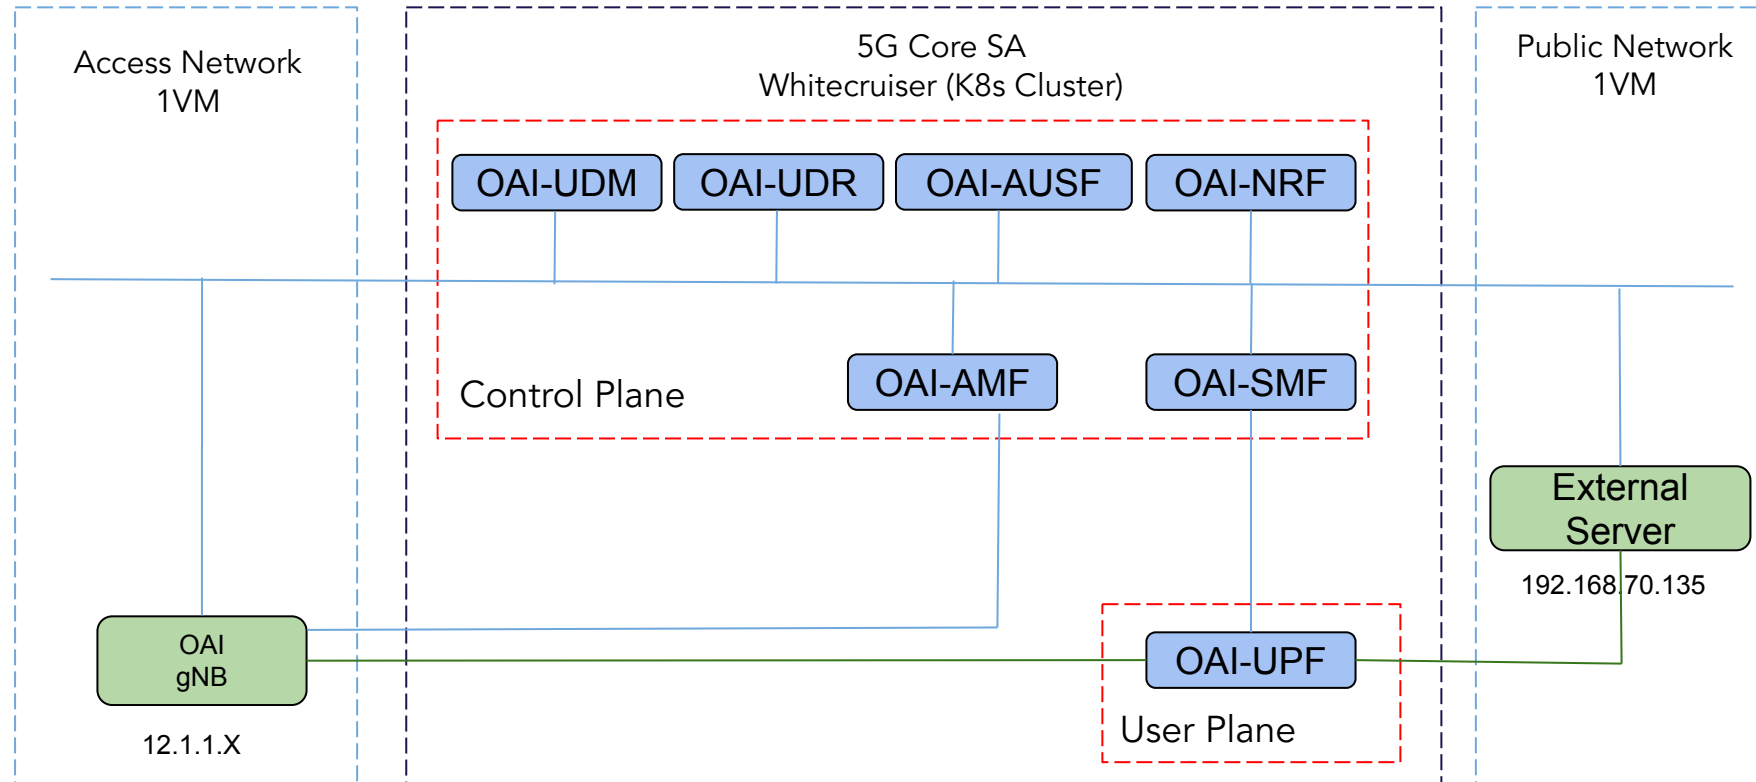 Access Network
1VM
5G Core SA
Whitecruiser (K8s Cluster)
Public Network
1VM
OAI-UDM
OAI-UDR
OAI-AUSF
OAI-NRF
Control Plane
OAI-AMF
OAI-SMF
External
Server
192.168.70.135
OAI
gNB
12.1.1.X
OAI-UPF
User Plane